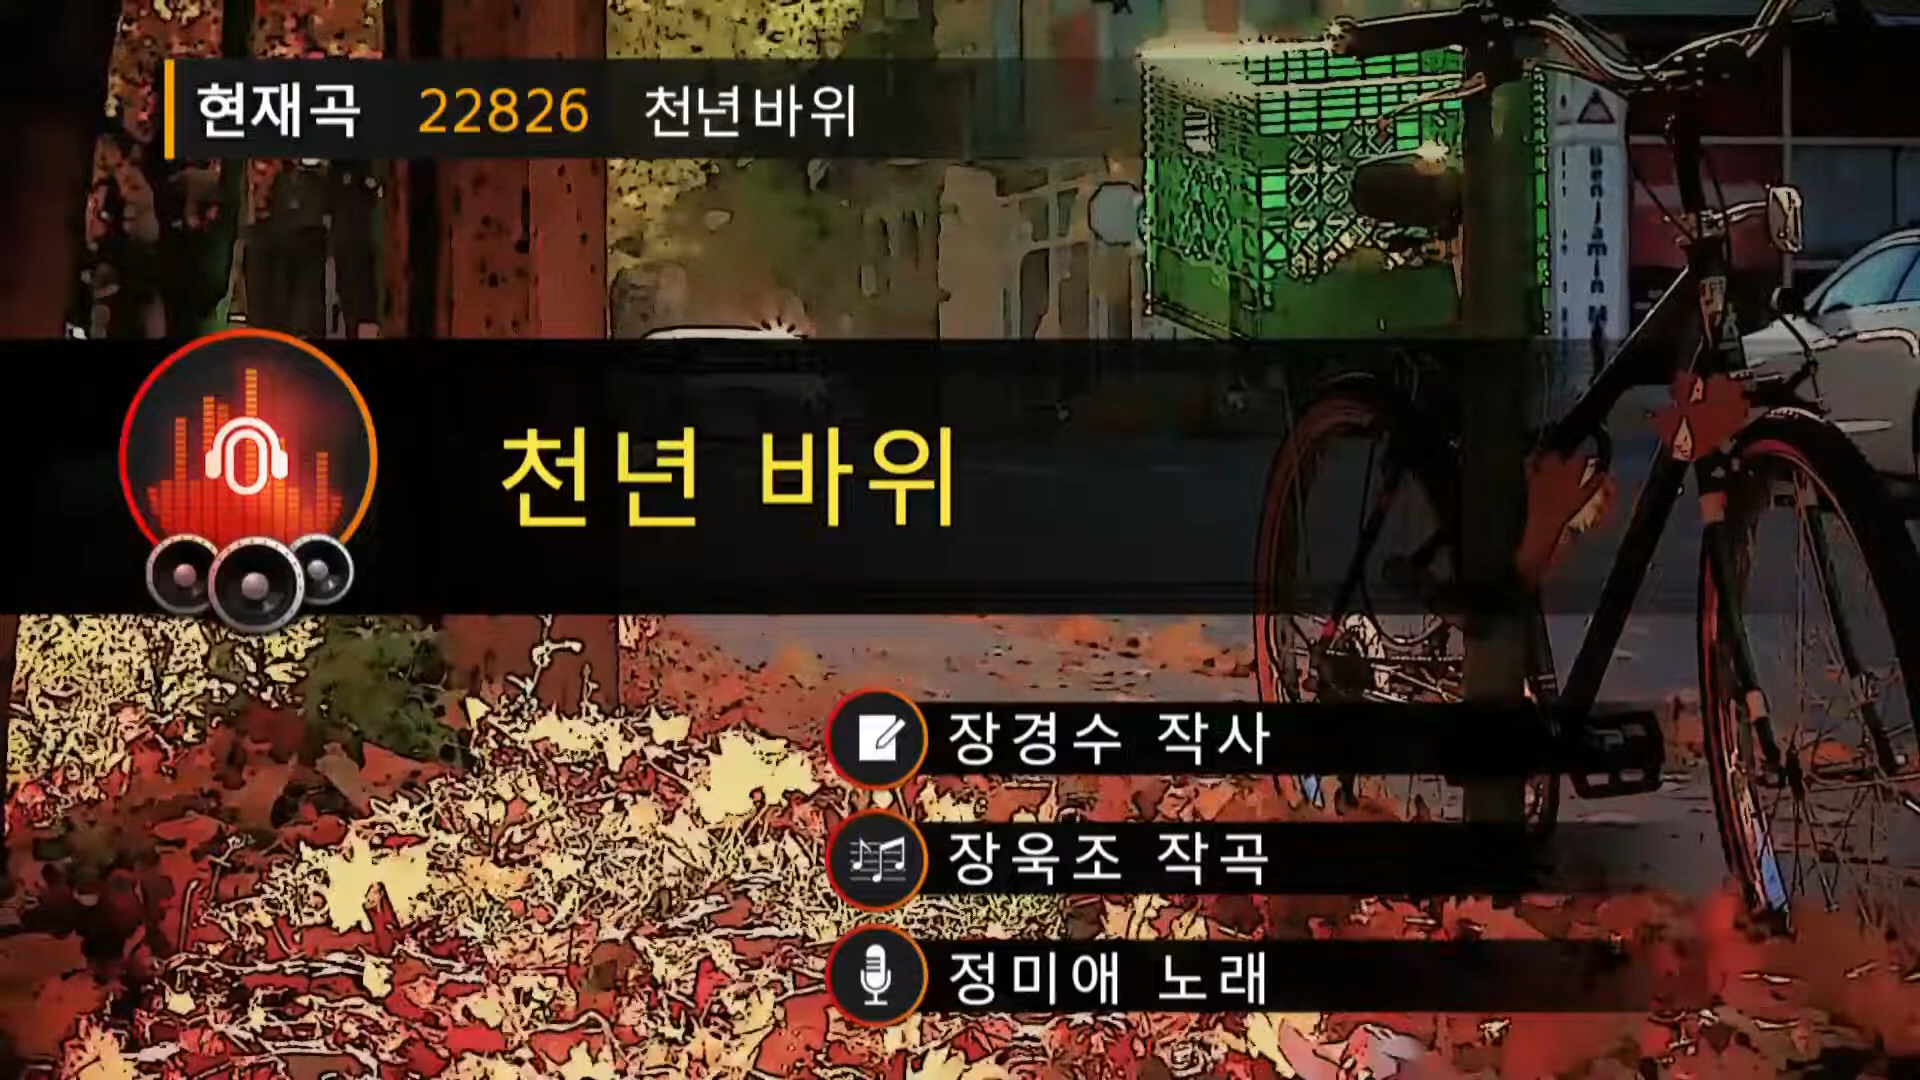 현재곡 22826 천년바위
Benjamin
천년 바위
장경수 작사
장욱조 작곡
정미애 노래